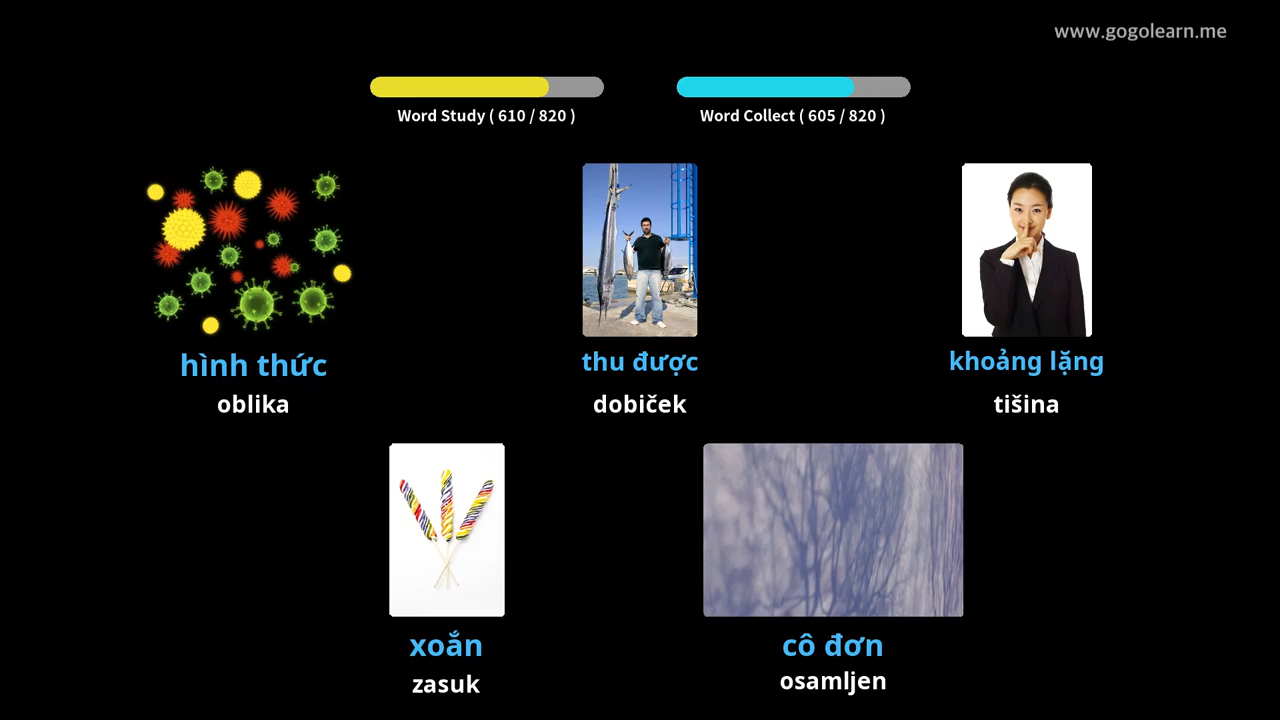 www.gogolearn.me
Word Study ( 610 / 820 )
Word Collect ( 605 / 820 )
hình thức
oblika
thu được
dobiček
khoảng lặng
tišina
xoắn
zasuk
cô đơn
osamljen